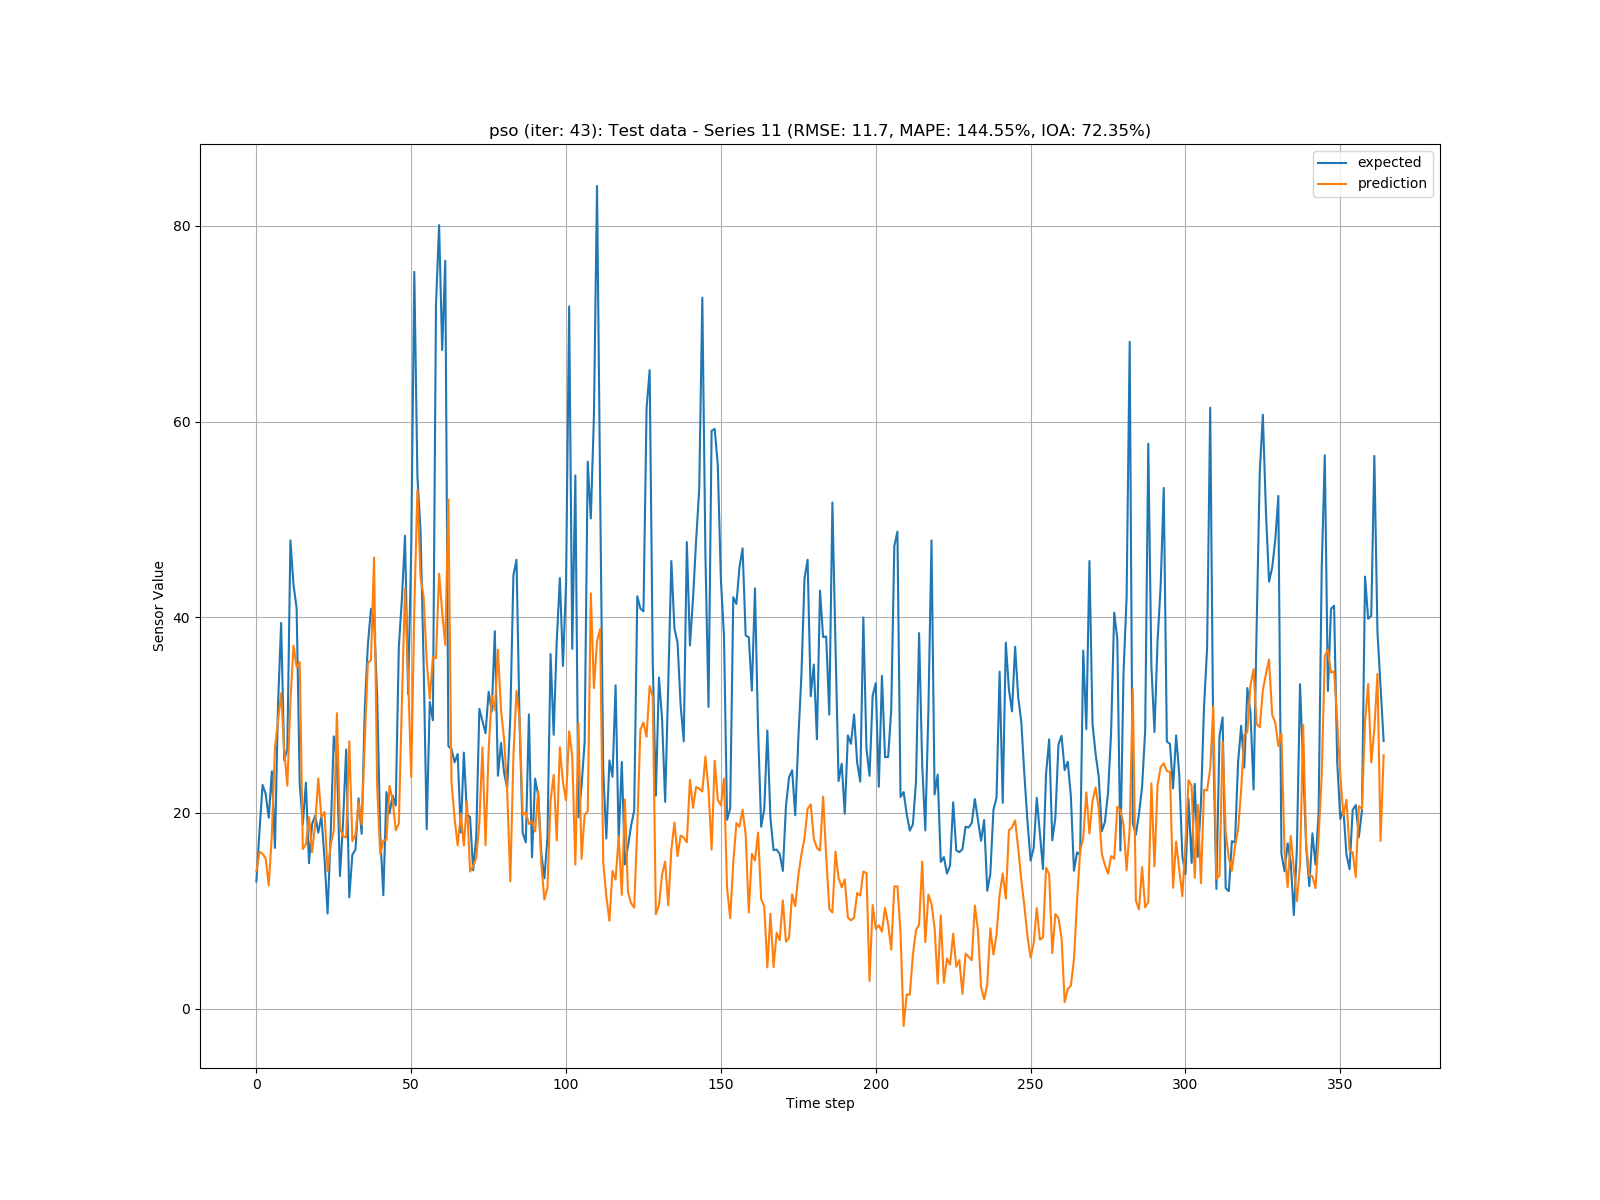 pso (iter: 43): Test data - Series 11 (RMSE: 11.7, MAPE: 144.55%, IOA: 72.35%)
expected
prediction
80
60
40
20
0
Sensor Value
0 50 100 150 200 250 300 350
Time step